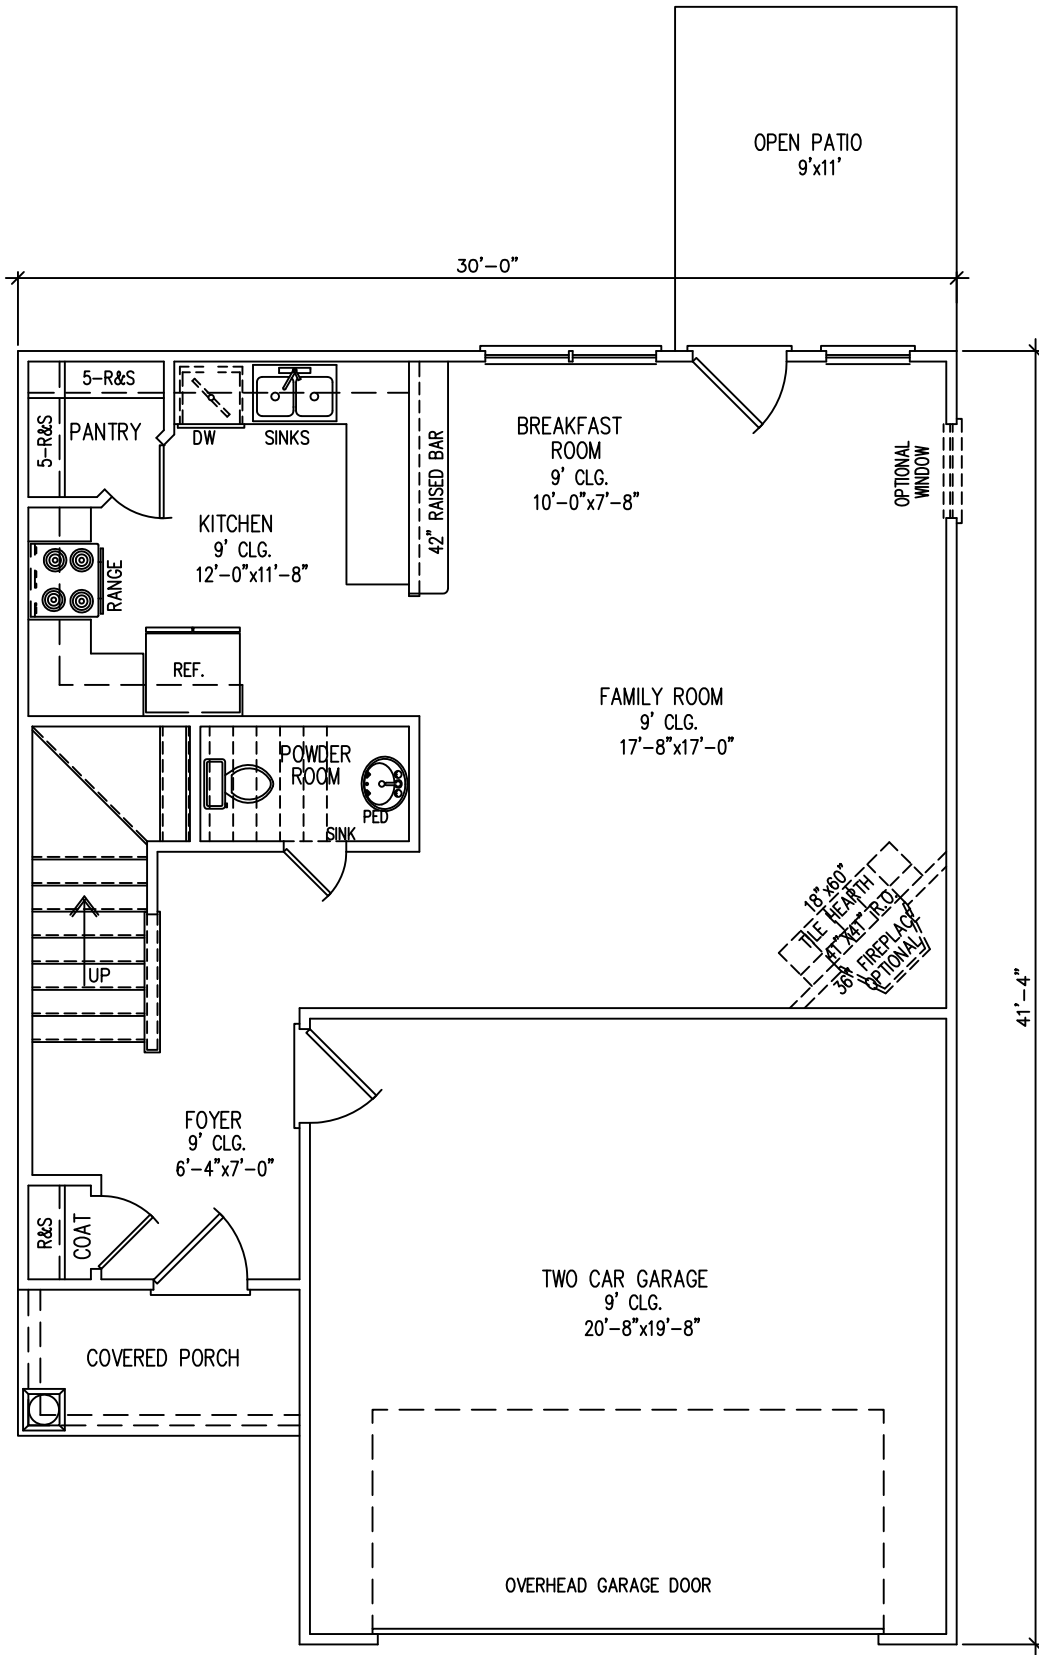 OPEN PATIO
9'x11'
30'-0"
5-R&S
5-R&S
PANTRY
DW
SINKS
42" RAISED BAR
BREAKFAST
ROOM
9' CLG.
10'-0"x7'-8"
OPTIONAL
WINDOW
KITCHEN
9' CLG.
12'-0"x11'-8"
RANGE
REF.
FAMILY ROOM
9' CLG.
17'-8"x17'-0"
POWDER
ROOM
PED
SINK
18"x60"
TILE HEARTH
41"X41" R.O.
36" FIREPLACE
OPTIONAL
UP
41'-4"
FOYER
9' CLG.
6'-4"x7'-0"
R&S
COAT
TWO CAR GARAGE
9' CLG.
20'-8"x19'-8"
COVERED PORCH
OVERHEAD GARAGE DOOR